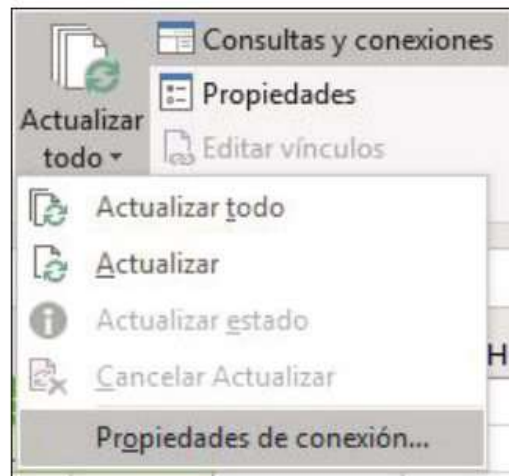 Consultas y conexiones
Propiedades
Editar vínculos
Actualizar
todo
Actualizar todo
Actualizar
Actualizar estado
Cancelar Actualizar
Propiedades de conexión...
H